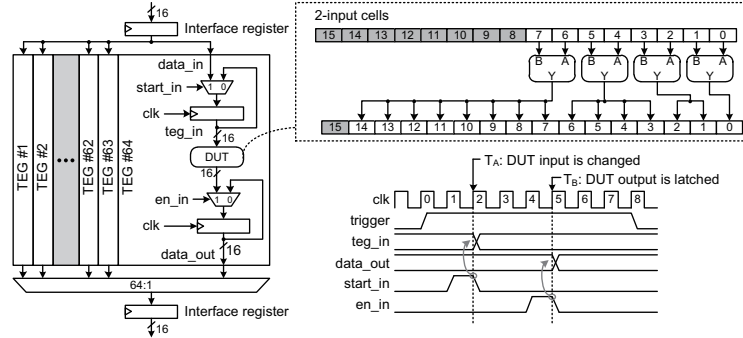 16
Interface register
2-input cells
15 14 13 12 11 10 9 8 7 6 5 4 3 2 1 0
B A B A B A B A
Y Y Y Y
15 14 13 12 11 10 9 8 7 6 5 4 3 2 1 0
TEG #1
TEG #2
TEG #62
TEG #63
TEG #64
data_in
start_in
1 0
clk
teg_in
16
DUT
16
en_in
1 0
clk
data_out
16
64:1
Interface register
16
TA: DUT input is changed
TB: DUT output is latched
clk
0 1 2 3 4 5 6 7 8
trigger
teg_in
data_out
start_in
en_in